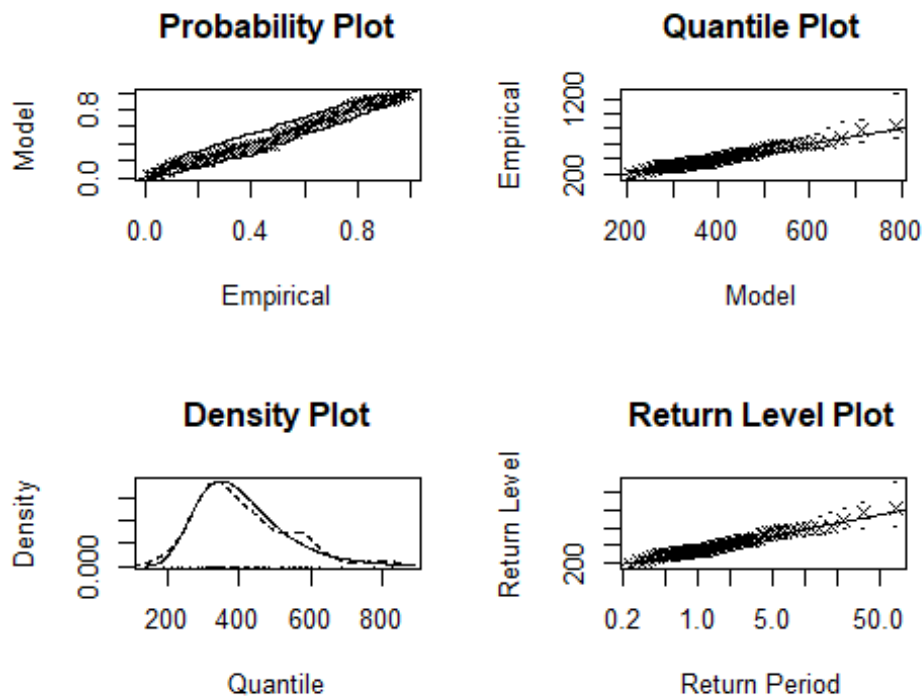 Probability Plot
Model
0.0 0.8
0.0 0.4 0.8
Empirical
Quantile Plot
Empirical
200 1200
200 400 600 800
Model
Density Plot
Density
0.000
200 400 600 800
Quantile
Return Level Plot
Return Level
200
0.2 1.0 5.0 50.0
Return Period